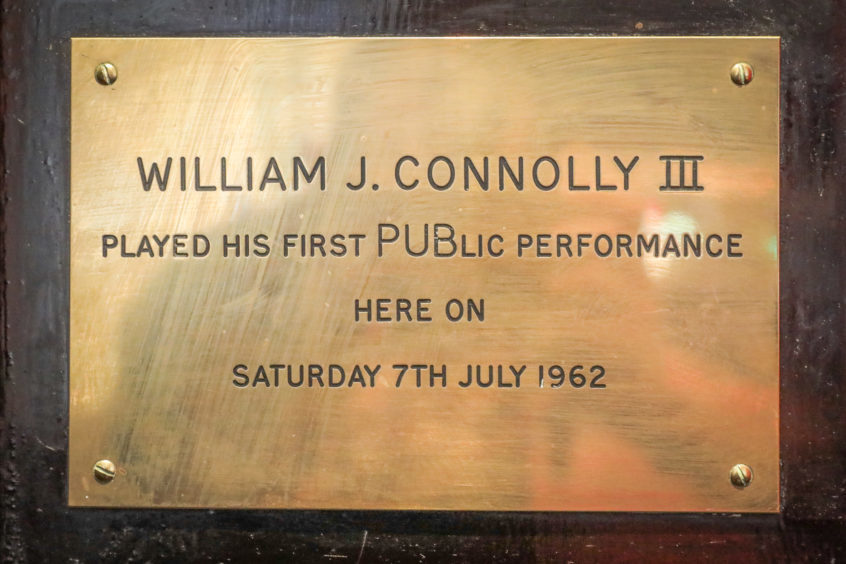 WILLIAM J. CONNOLLY III
PLAYED HIS FIRST PUBLIC PERFORMANCE
HERE ON
SATURDAY 7TH JULY 1962